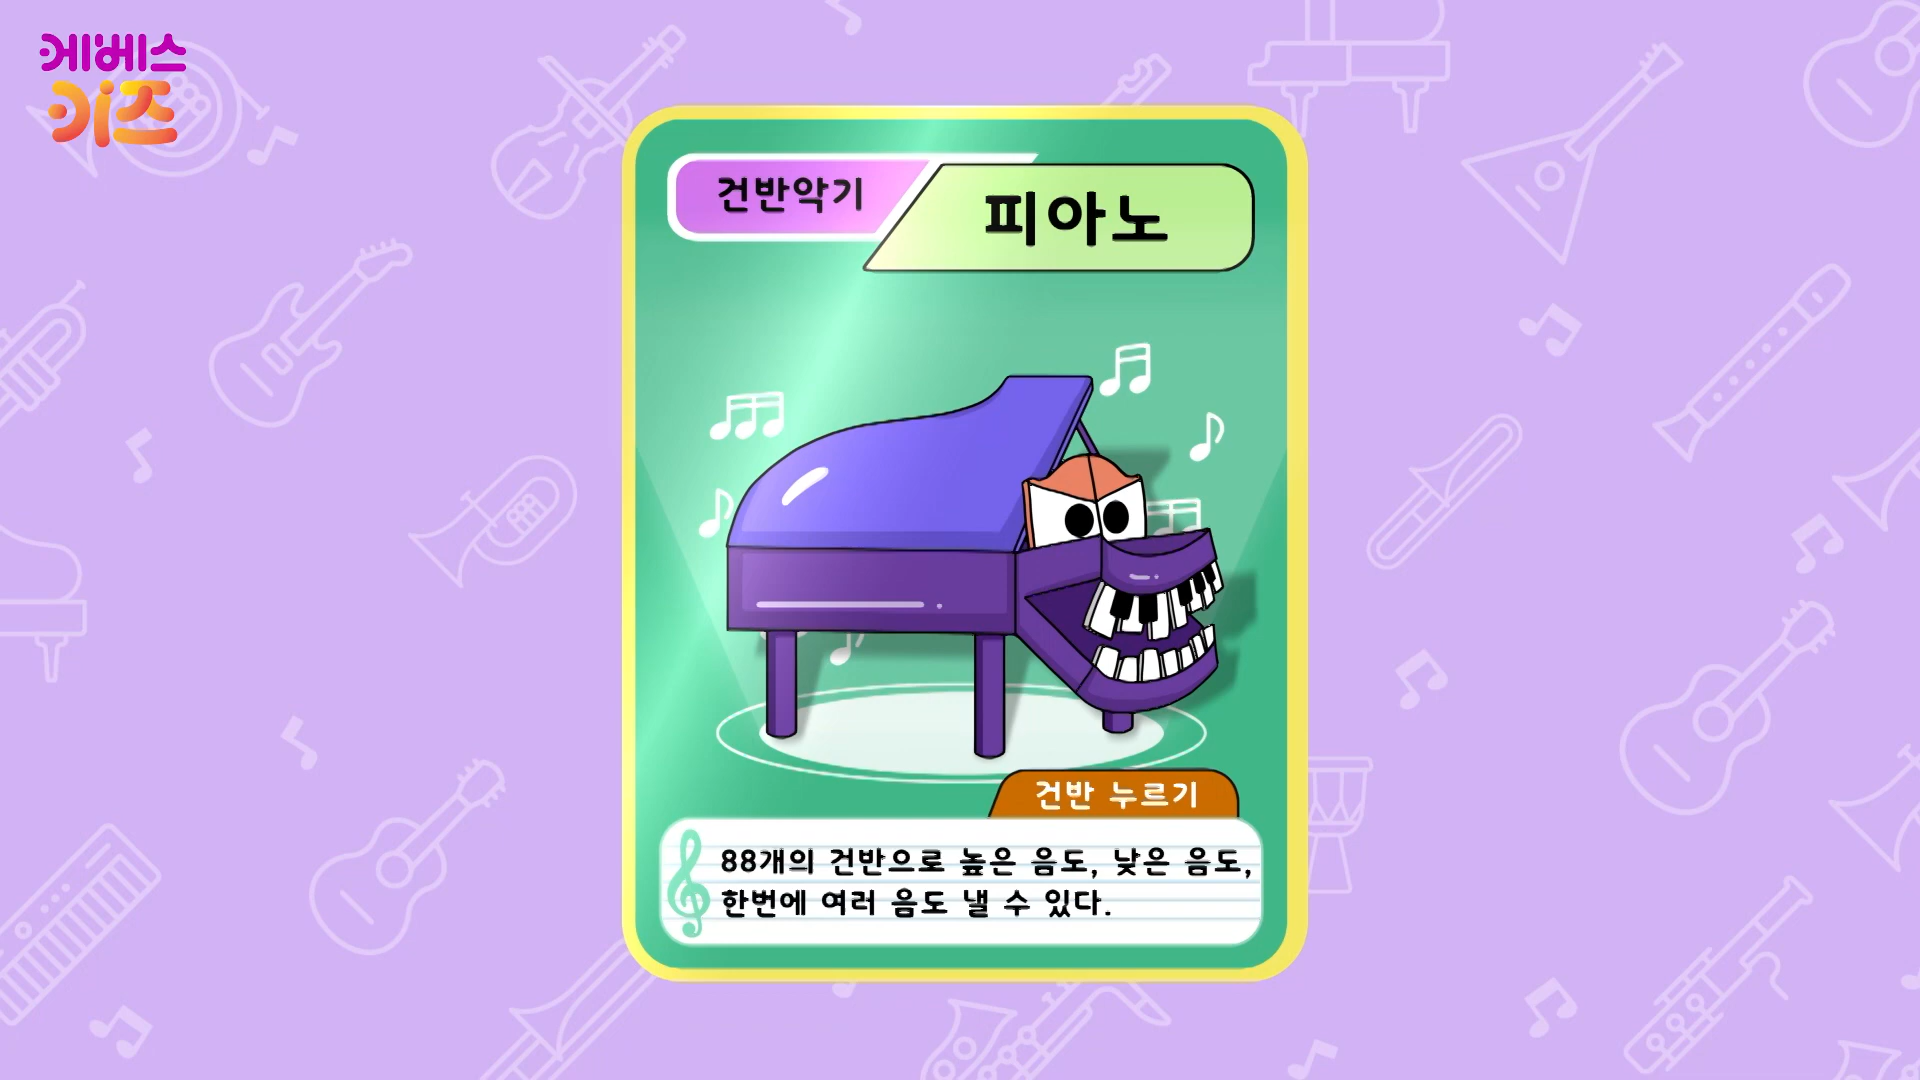 케베스
키즈
건반악기
피아노
건반 누르기
88개의 건반으로 높은 음도, 낮은 음도,
한번에 여러 음도 낼 수 있다.